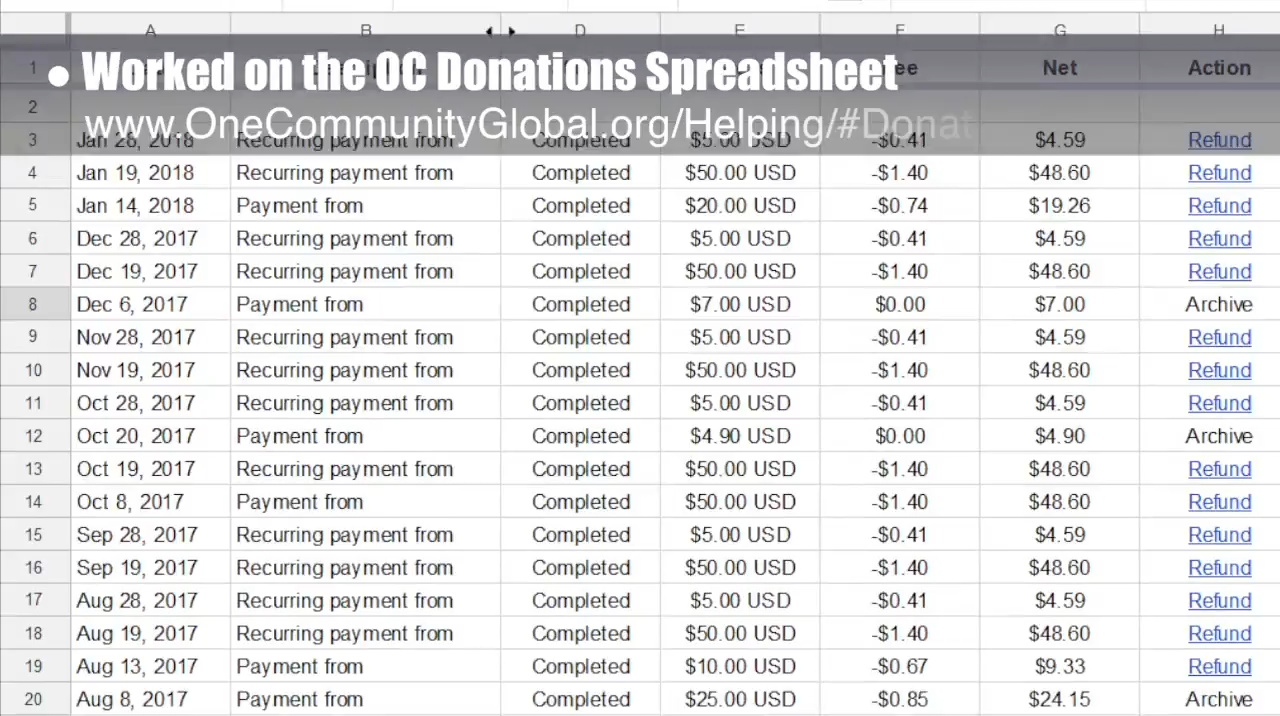 A B D E F G H
• Worked on the OC Donations Spreadsheet
1 Net Action
2
www.OneCommunityGlobal.org/Helping/#Donat
3 Jan 28, 2018 Recurring payment from Completed $5.00 USD -$0.41 $4.59 Refund
4 Jan 19, 2018 Recurring payment from Completed $50.00 USD -$1.40 $48.60 Refund
5 Jan 14, 2018 Payment from Completed $20.00 USD -$0.74 $19.26 Refund
6 Dec 28, 2017 Recurring payment from Completed $5.00 USD -$0.41 $4.59 Refund
7 Dec 19, 2017 Recurring payment from Completed $50.00 USD -$1.40 $48.60 Refund
8 Dec 6, 2017 Payment from Completed $7.00 USD $0.00 $7.00 Archive
9 Nov 28, 2017 Recurring payment from Completed $5.00 USD -$0.41 $4.59 Refund
10 Nov 19, 2017 Recurring payment from Completed $50.00 USD -$1.40 $48.60 Refund
11 Oct 28, 2017 Recurring payment from Completed $5.00 USD -$0.41 $4.59 Refund
12 Oct 20, 2017 Payment from Completed $4.90 USD $0.00 $4.90 Archive
13 Oct 19, 2017 Recurring payment from Completed $50.00 USD -$1.40 $48.60 Refund
14 Oct 8, 2017 Payment from Completed $50.00 USD -$1.40 $48.60 Refund
15 Sep 28, 2017 Recurring payment from Completed $5.00 USD -$0.41 $4.59 Refund
16 Sep 19, 2017 Recurring payment from Completed $50.00 USD -$1.40 $48.60 Refund
17 Aug 28, 2017 Recurring payment from Completed $5.00 USD -$0.41 $4.59 Refund
18 Aug 19, 2017 Recurring payment from Completed $50.00 USD -$1.40 $48.60 Refund
19 Aug 13, 2017 Payment from Completed $10.00 USD -$0.67 $9.33 Refund
20 Aug 8, 2017 Payment from Completed $25.00 USD -$0.85 $24.15 Archive